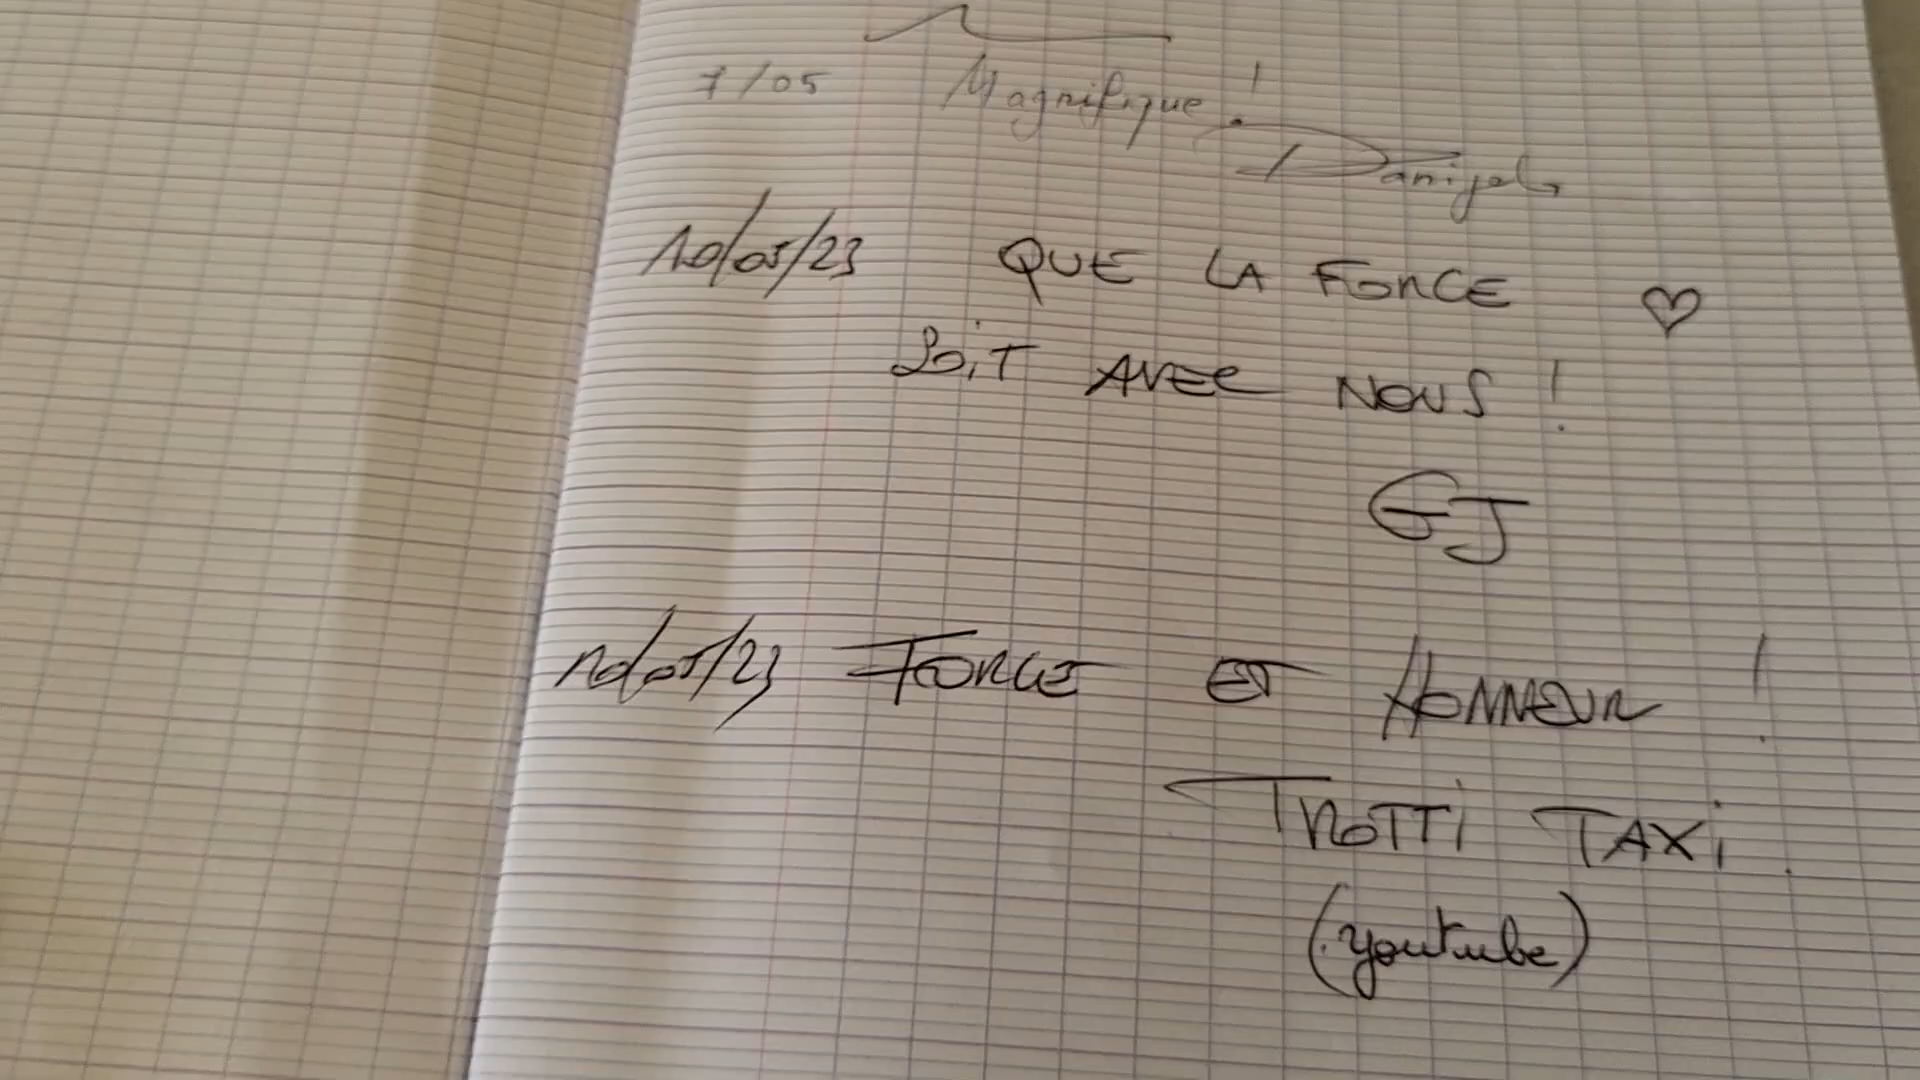 7/05 Magnifique !
10/05/23 QUE LA FORCE ♡
SOiT AVEC NOUS !
GJ
10/05/23 FORCE ET HONNEUR !
TROTTi TAXi.
(youtube)